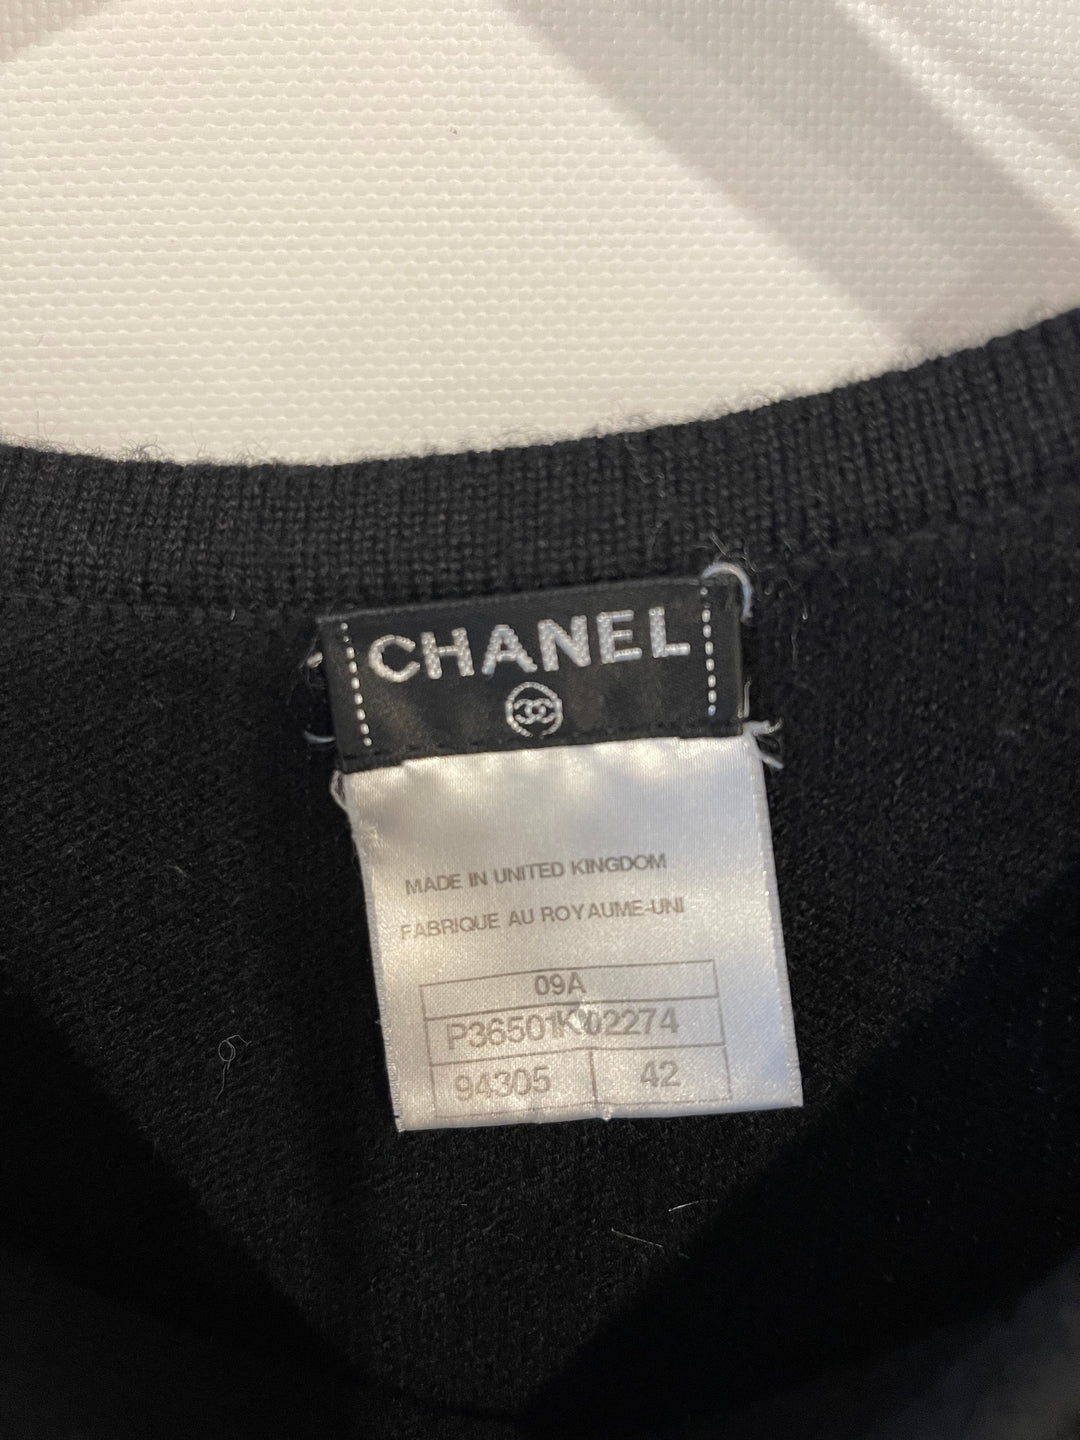 CHANEL
MADE IN UNITED KINGDOM
FABRIQUE AU ROYAUME-UNI
09A
P36501K02274
94305 42